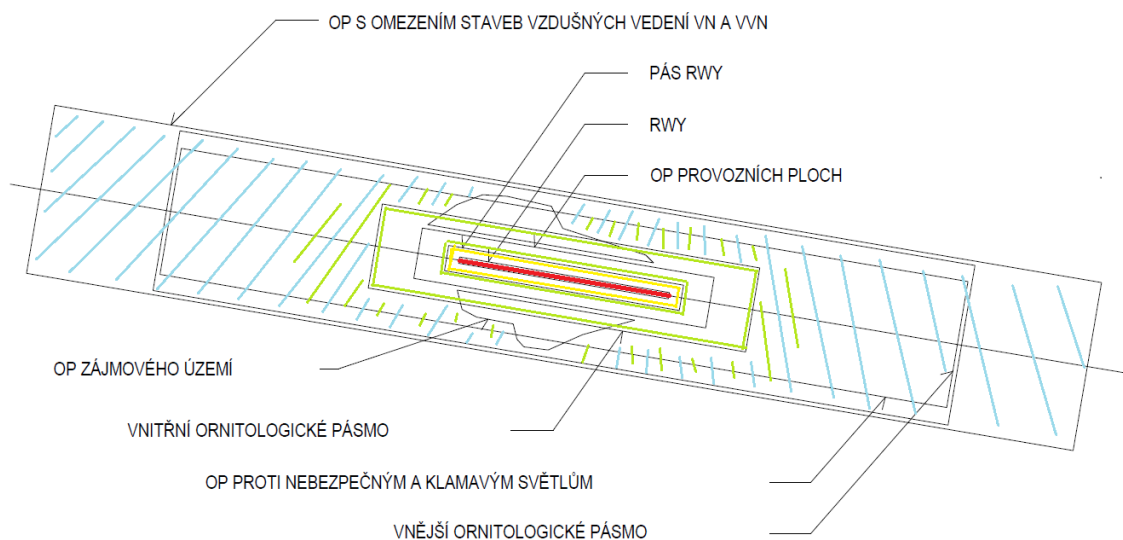 OP S OMEZENÍM STAVEB VZDUŠNÝCH VEDENÍ VN A VVN
PÁS RWY
RWY
OP PROVOZNÍCH PLOCH
OP ZÁJMOVÉHO ÚZEMÍ
VNITŘNÍ ORNITOLOGICKÉ PÁSMO
OP PROTI NEBEZPEČNÝM A KLAMAVÝM SVĚTLŮM
VNĚJŠÍ ORNITOLOGICKÉ PÁSMO